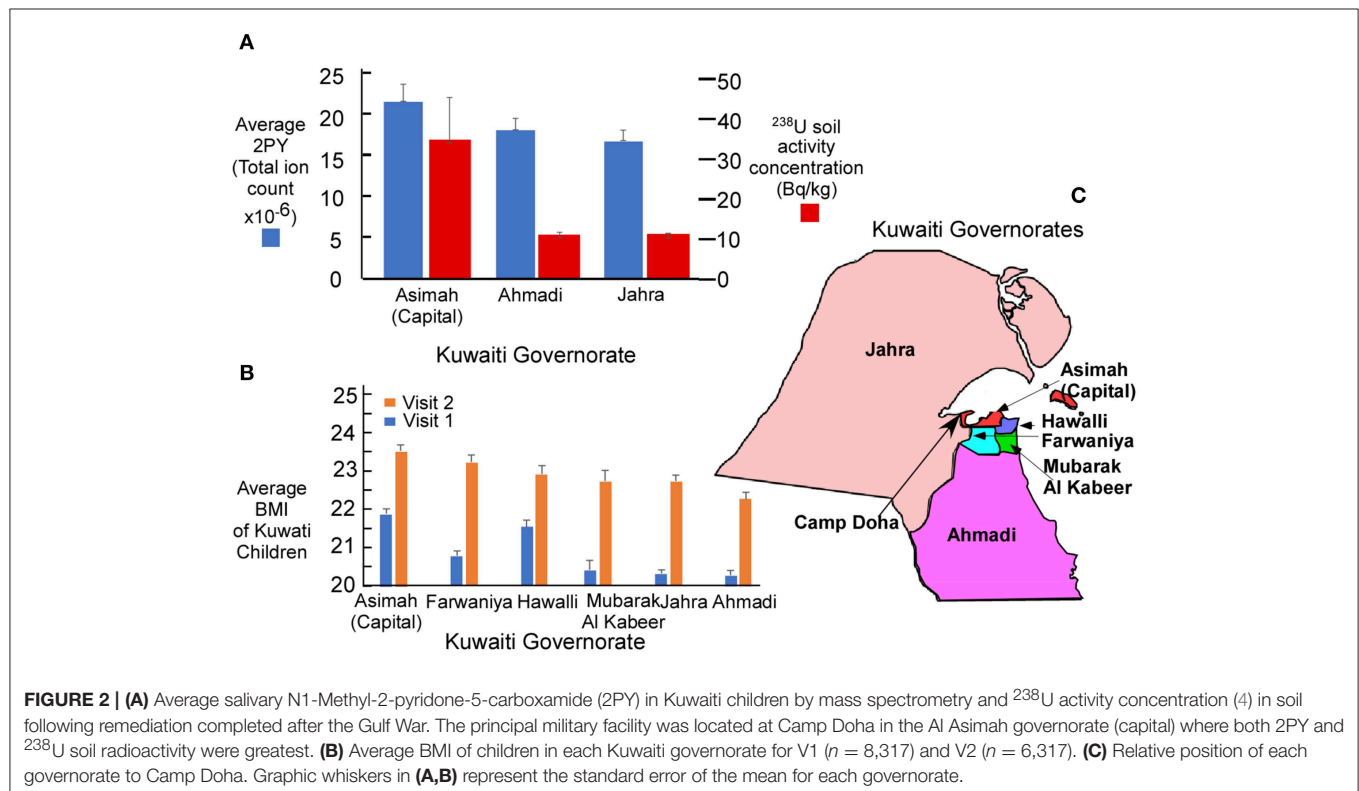 A
25
20
15
10
5
0
Average
2PY
(Total ion
count
x10-6)
50
40
30
20
10
0
238U soil
activity
concentration
(Bq/kg)
Asimah
(Capital)
Ahmadi
Jahra
Kuwaiti Governorate
B
25
24
23
22
21
20
Visit 2
Visit 1
Average
BMI
of Kuwati
Children
Asimah
(Capital)
Farwaniya
Hawalli
Mubarak
Al Kabeer
Jahra
Ahmadi
Kuwaiti Governorate
C
Kuwaiti Governorates
Jahra
Asimah
(Capital)
Hawalli
Farwaniya
Mubarak
Al Kabeer
Camp Doha
Ahmadi
FIGURE 2 | (A) Average salivary N1-Methyl-2-pyridone-5-carboxamide (2PY) in Kuwaiti children by mass spectrometry and 238U activity concentration (4) in soil
following remediation completed after the Gulf War. The principal military facility was located at Camp Doha in the Al Asimah governorate (capital) where both 2PY and
238U soil radioactivity were greatest. (B) Average BMI of children in each Kuwaiti governorate for V1 (n = 8,317) and V2 (n = 6,317). (C) Relative position of each
governorate to Camp Doha. Graphic whiskers in (A,B) represent the standard error of the mean for each governorate.